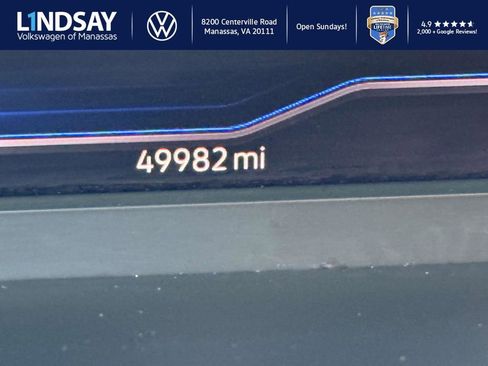 L1NDSAY
Volkswagen of Manassas
8200 Centerville Road
Manassas, VA 20111
Open Sundays!
4.9
2,000 + Google Reviews!
49982 mi